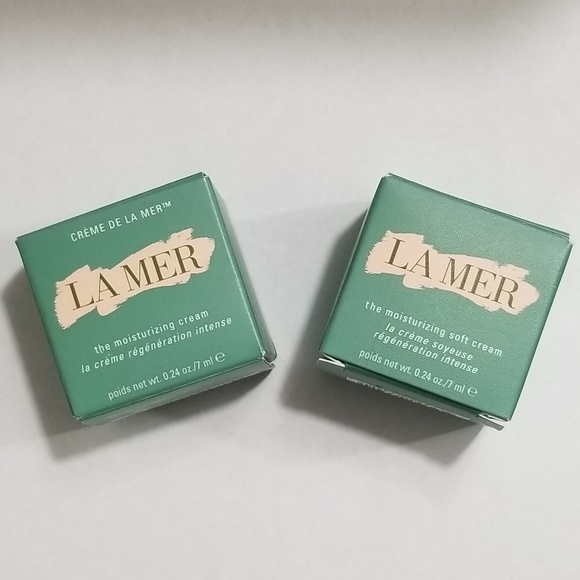 CRÈME DE LA MER™
LA MER
the moisturizing cream
la crème régénération intense
poids net wt. 0.24 oz./7 ml ℮
LA MER
the moisturizing soft cream
la crème soyeuse
régénération intense
poids net wt. 0.24 oz./7 ml ℮